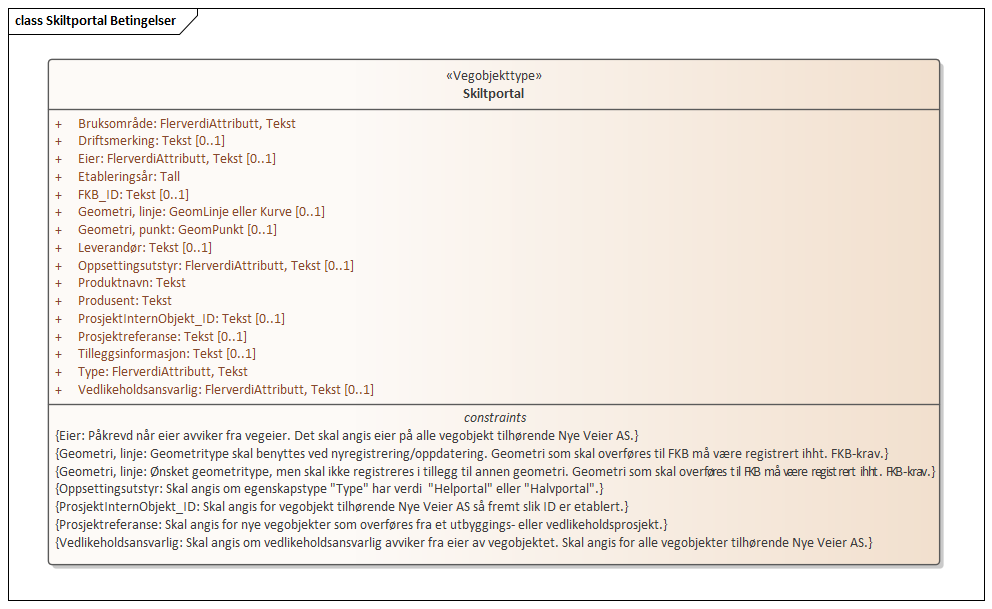 class Skiltportal Betingelser
«Vegobjekttype»
Skiltportal
+ Bruksområde: FlerverdiAttributt, Tekst
+ Driftsmerking: Tekst [0..1]
+ Eier: FlerverdiAttributt, Tekst [0..1]
+ Etableringsår: Tall
+ FKB_ID: Tekst [0..1]
+ Geometri, linje: GeomLinje eller Kurve [0..1]
+ Geometri, punkt: GeomPunkt [0..1]
+ Leverandør: Tekst [0..1]
+ Oppsettingsutstyr: FlerverdiAttributt, Tekst [0..1]
+ Produktnavn: Tekst
+ Produsent: Tekst
+ ProsjektInternObjekt_ID: Tekst [0..1]
+ Prosjektreferanse: Tekst [0..1]
+ Tilleggsinformasjon: Tekst [0..1]
+ Type: FlerverdiAttributt, Tekst
+ Vedlikeholdsansvarlig: FlerverdiAttributt, Tekst [0..1]
constraints
{Eier: Påkrevd når eier avviker fra vegeier. Det skal angis eier på alle vegobjekt tilhørende Nye Veier AS.}
{Geometri, linje: Geometritype skal benyttes ved nyregistrering/oppdatering. Geometri som skal overføres til FKB må være registrert ihht. FKB-krav.}
{Geometri, linje: Ønsket geometritype, men skal ikke registreres i tillegg til annen geometri. Geometri som skal overføres til FKB må være registrert ihht. FKB-krav.}
{Oppsettingsutstyr: Skal angis om egenskapstype "Type" har verdi "Helportal" eller "Halvportal".}
{ProsjektInternObjekt_ID: Skal angis for vegobjekt tilhørende Nye Veier AS så fremt slik ID er etablert.}
{Prosjektreferanse: Skal angis for nye vegobjekter som overføres fra et utbyggings- eller vedlikeholdsprosjekt.}
{Vedlikeholdsansvarlig: Skal angis om vedlikeholdsansvarlig avviker fra eier av vegobjektet. Skal angis for alle vegobjekter tilhørende Nye Veier AS.}